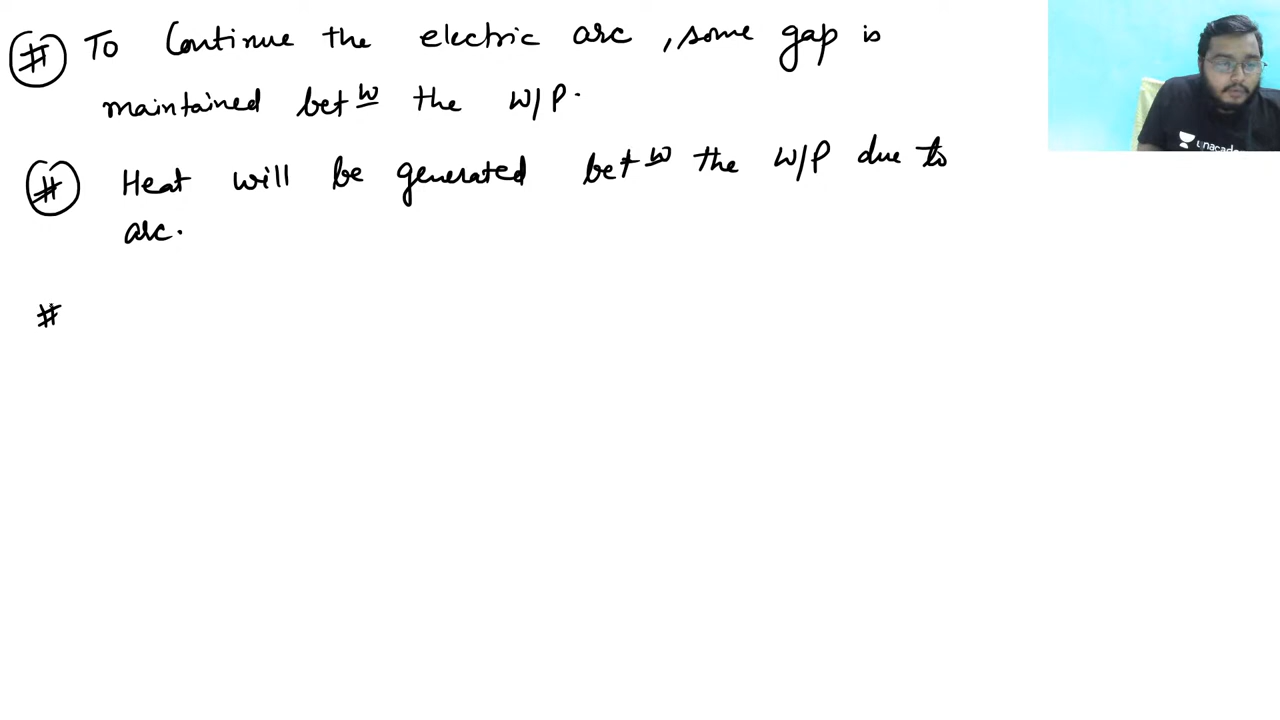 # To Continue the electric arc, some gap is
maintained betw the W/P.
# Heat will be generated betw the W/P due to
arc.
#
unacade